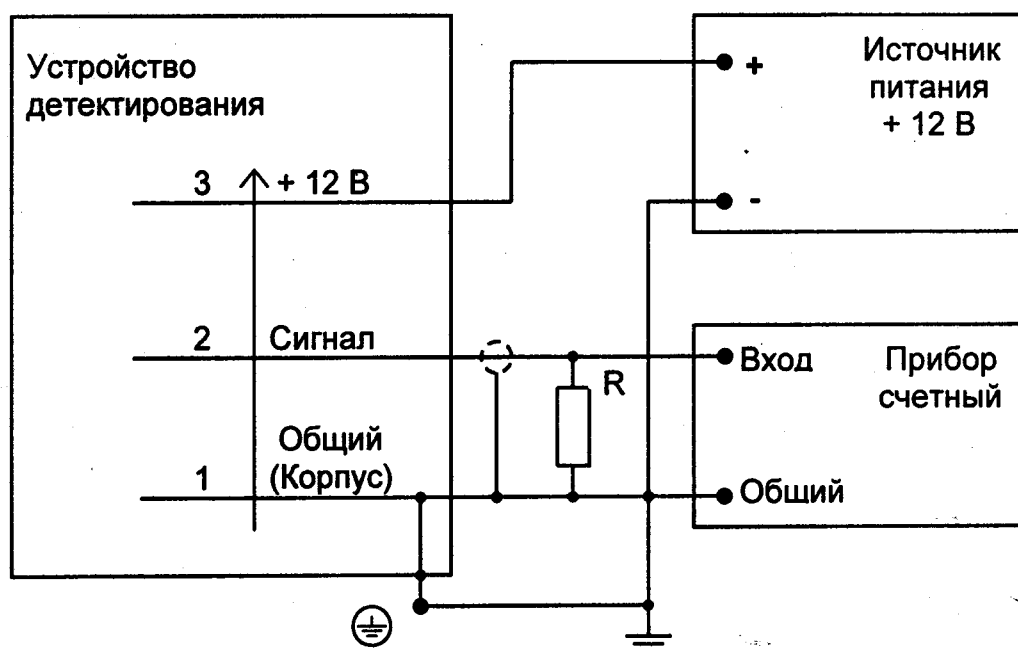 Устройство
детектирования
3
+ 12 В
2
Сигнал
1
Общий
(Корпус)
R
+
-
Источник
питания
+ 12 В
Вход
Прибор
счетный
Общий